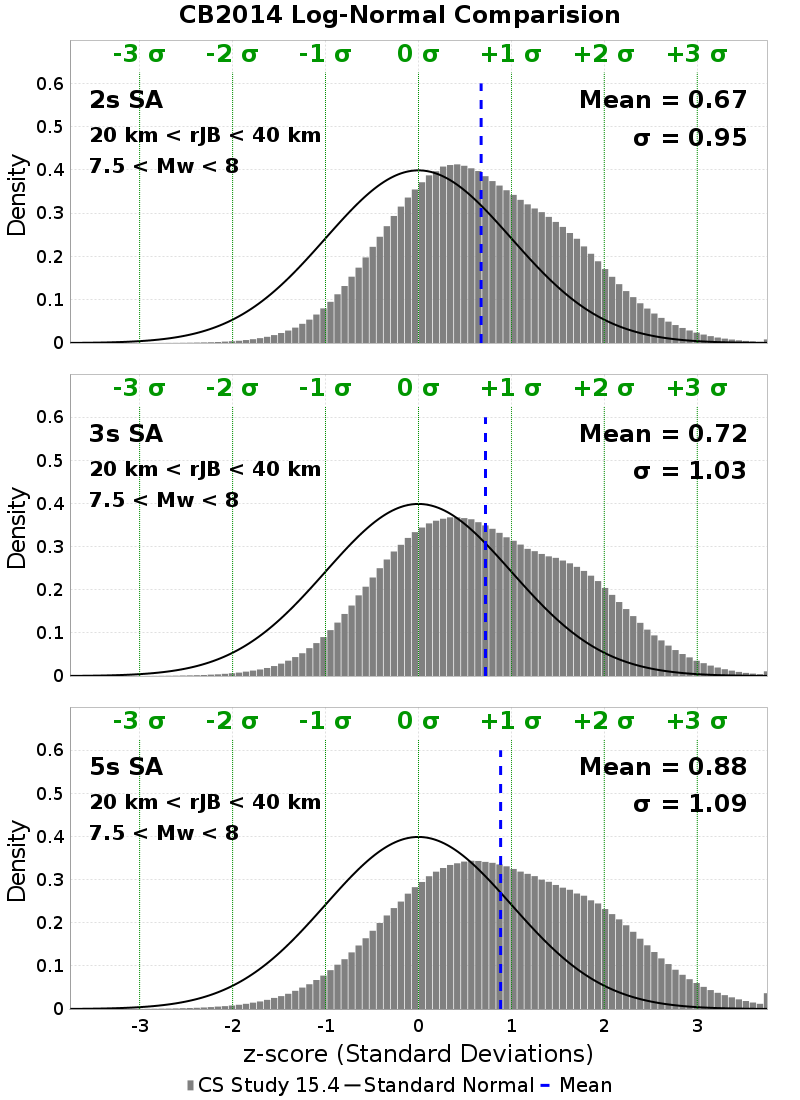 CB2014 Log-Normal Comparision
-3 σ -2 σ -1 σ 0 σ +1 σ +2 σ +3 σ
2s SA
20 km < rJB < 40 km
7.5 < Mw < 8
Mean = 0.67
σ = 0.95
Density
0.6
0.5
0.4
0.3
0.2
0.1
0
-3 σ -2 σ -1 σ 0 σ +1 σ +2 σ +3 σ
3s SA
20 km < rJB < 40 km
7.5 < Mw < 8
Mean = 0.72
σ = 1.03
Density
0.6
0.5
0.4
0.3
0.2
0.1
0
-3 σ -2 σ -1 σ 0 σ +1 σ +2 σ +3 σ
5s SA
20 km < rJB < 40 km
7.5 < Mw < 8
Mean = 0.88
σ = 1.09
Density
0.6
0.5
0.4
0.3
0.2
0.1
0
-3 -2 -1 0 1 2 3
z-score (Standard Deviations)
CS Study 15.4 Standard Normal Mean